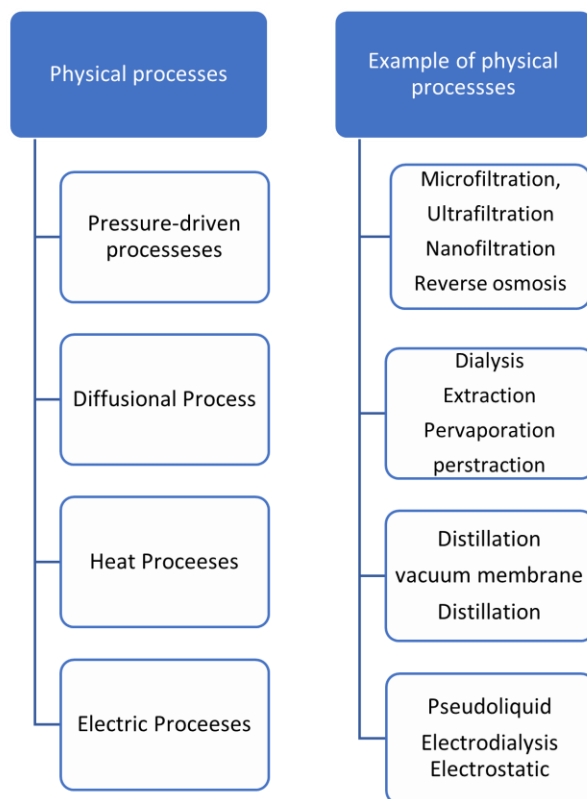 Physical processes
Pressure-driven
processeses
Diffusional Process
Heat Proceeses
Electric Proceeses
Example of physical
processses
Microfiltration,
Ultrafiltration
Nanofiltration
Reverse osmosis
Dialysis
Extraction
Pervaporation
perstraction
Distillation
vacuum membrane
Distillation
Pseudoliquid
Electrodialysis
Electrostatic